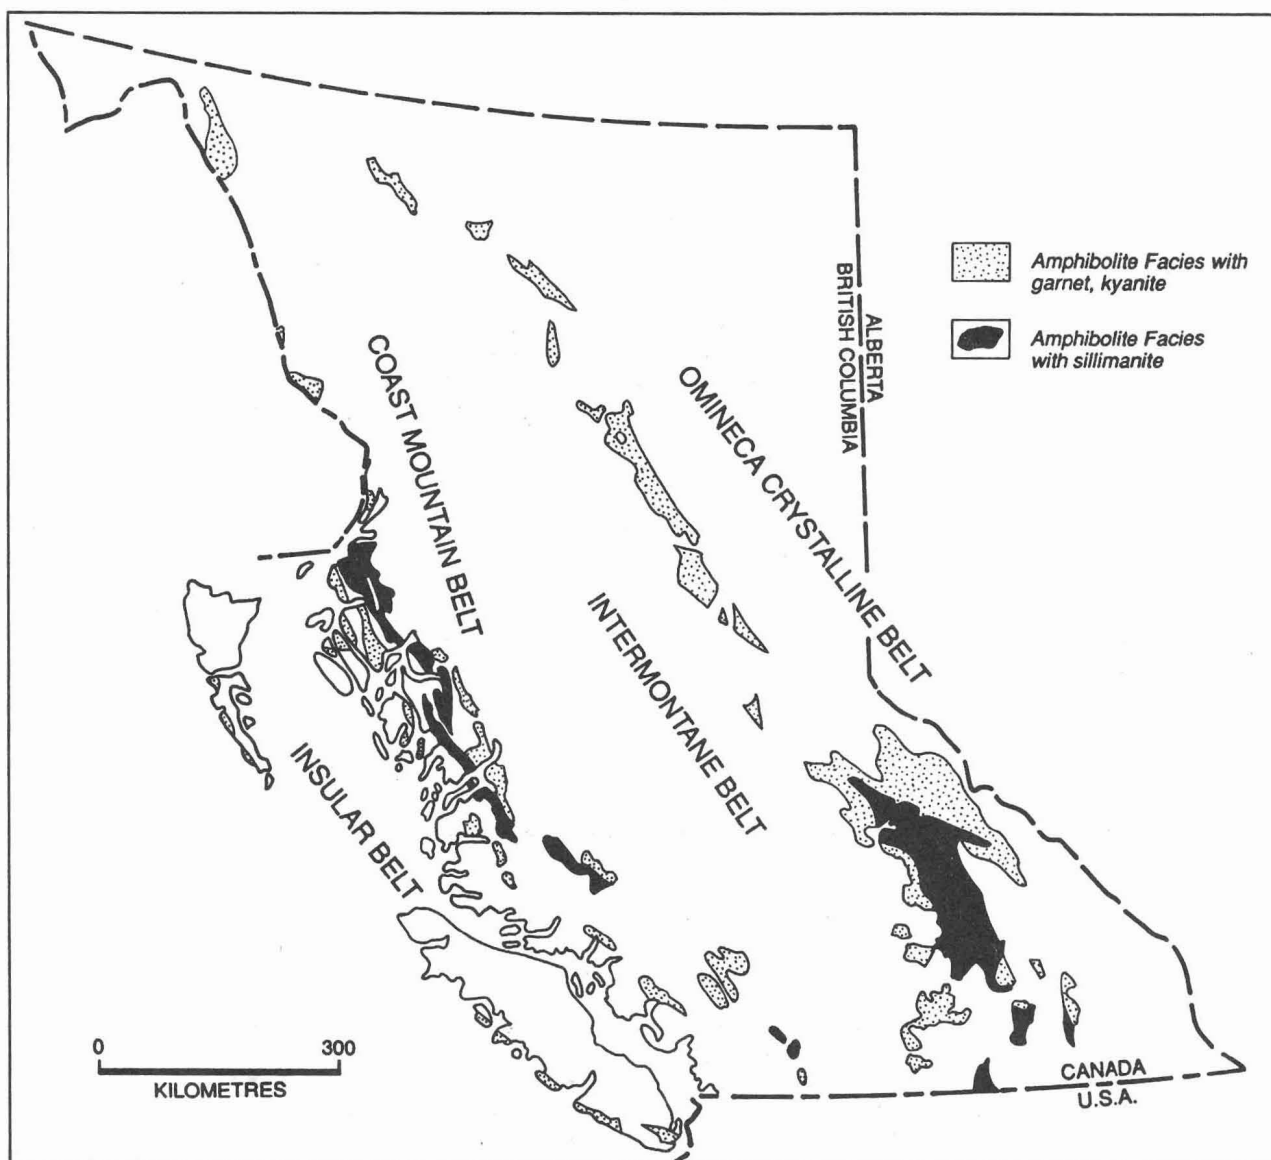 Amphibolite Facies with
garnet, kyanite
Amphibolite Facies
with sillimanite
ALBERTA
BRITISH COLUMBIA
COAST MOUNTAIN BELT
OMINECA CRYSTALLINE BELT
INTERMONTANE BELT
INSULAR BELT
0 300
KILOMETRES
CANADA
U.S.A.